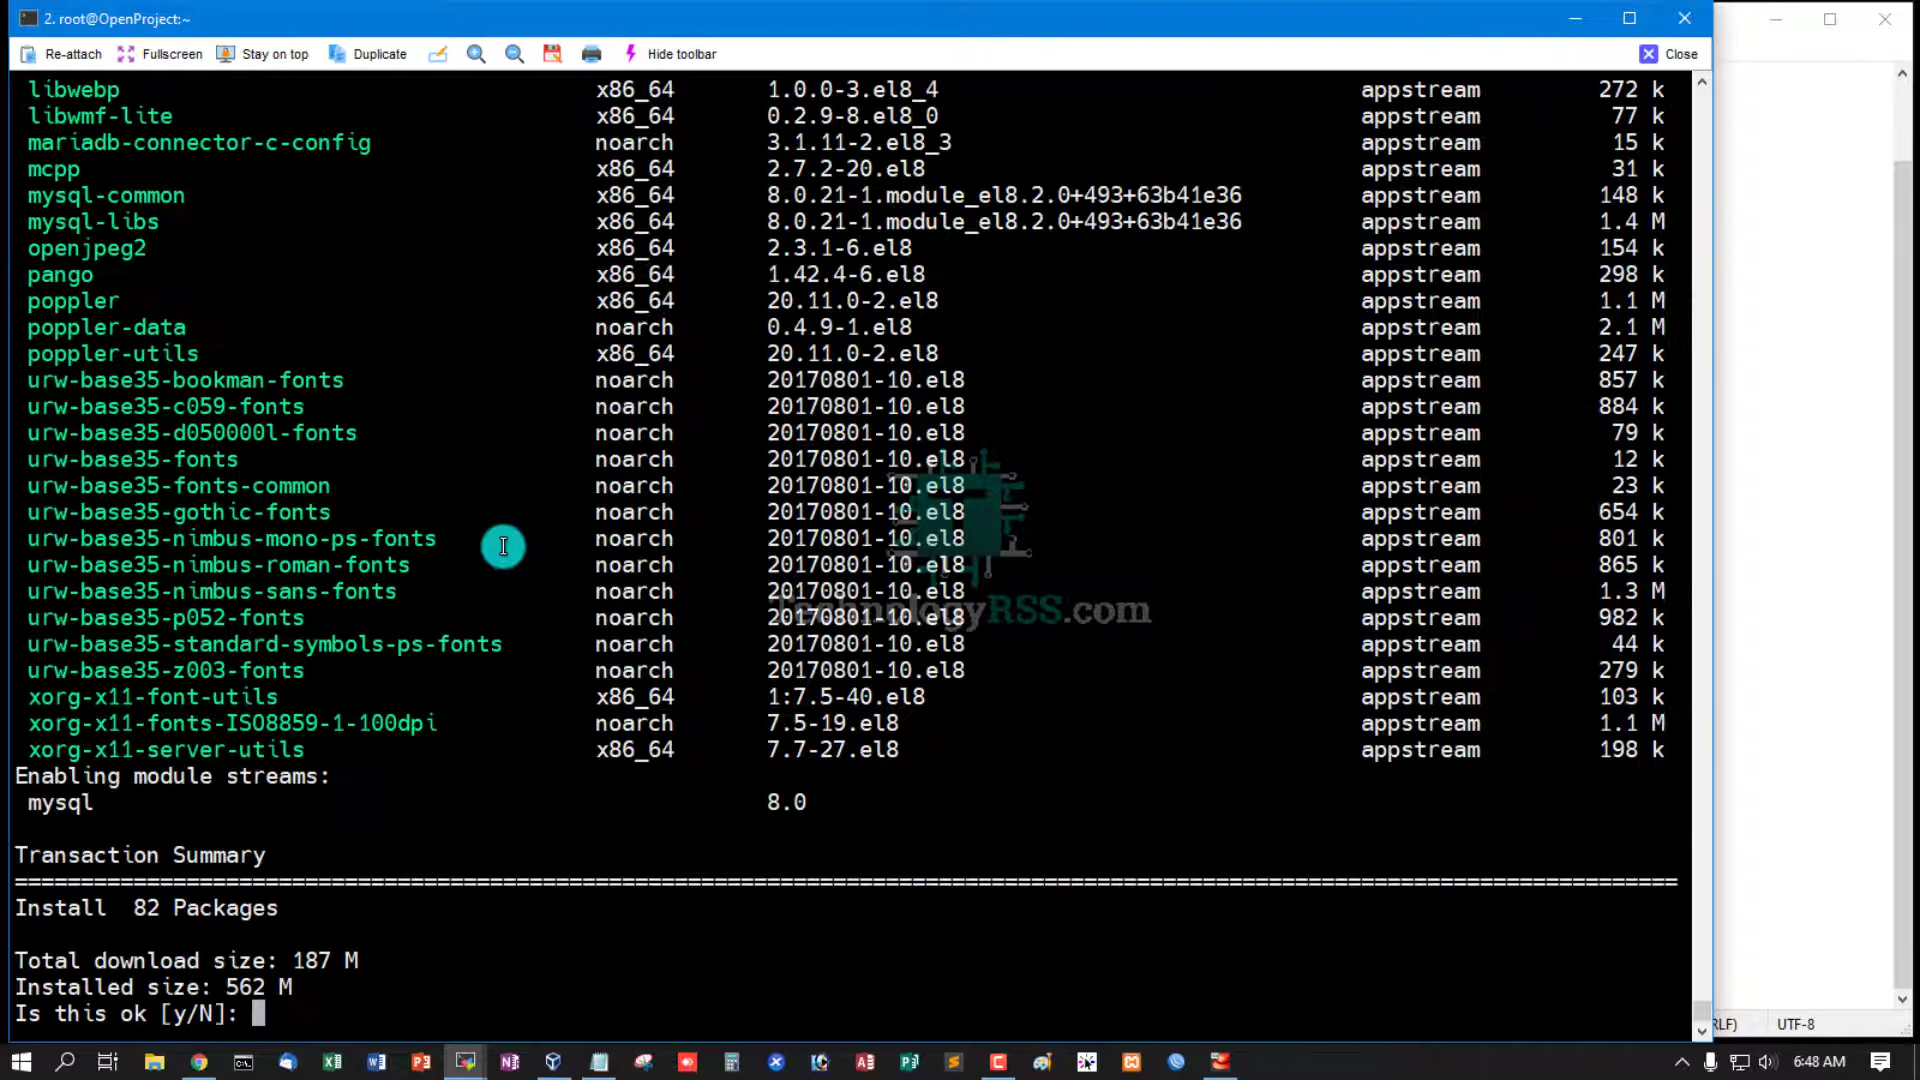 2. root@OpenProject:~
Re-attach Fullscreen Stay on top Duplicate Hide toolbar Close
libwebp x86_64 1.0.0-3.el8_4 appstream 272 k
libwmf-lite x86_64 0.2.9-8.el8_0 appstream 77 k
mariadb-connector-c-config noarch 3.1.11-2.el8_3 appstream 15 k
mcpp x86_64 2.7.2-20.el8 appstream 31 k
mysql-common x86_64 8.0.21-1.module_el8.2.0+493+63b41e36 appstream 148 k
mysql-libs x86_64 8.0.21-1.module_el8.2.0+493+63b41e36 appstream 1.4 M
openjpeg2 x86_64 2.3.1-6.el8 appstream 154 k
pango x86_64 1.42.4-6.el8 appstream 298 k
poppler x86_64 20.11.0-2.el8 appstream 1.1 M
poppler-data noarch 0.4.9-1.el8 appstream 2.1 M
poppler-utils x86_64 20.11.0-2.el8 appstream 247 k
urw-base35-bookman-fonts noarch 20170801-10.el8 appstream 857 k
urw-base35-c059-fonts noarch 20170801-10.el8 appstream 884 k
urw-base35-d050000l-fonts noarch 20170801-10.el8 appstream 79 k
urw-base35-fonts noarch 20170801-10.el8 appstream 12 k
urw-base35-fonts-common noarch 20170801-10.el8 appstream 23 k
urw-base35-gothic-fonts noarch 20170801-10.el8 appstream 654 k
urw-base35-nimbus-mono-ps-fonts noarch 20170801-10.el8 appstream 801 k
urw-base35-nimbus-roman-fonts noarch 20170801-10.el8 appstream 865 k
urw-base35-nimbus-sans-fonts noarch 20170801-10.el8 appstream 1.3 M
urw-base35-p052-fonts noarch 20170801-10.el8 appstream 982 k
TechnologyRSS.com
urw-base35-standard-symbols-ps-fonts noarch 20170801-10.el8 appstream 44 k
urw-base35-z003-fonts noarch 20170801-10.el8 appstream 279 k
xorg-x11-font-utils x86_64 1:7.5-40.el8 appstream 103 k
xorg-x11-fonts-ISO8859-1-100dpi noarch 7.5-19.el8 appstream 1.1 M
xorg-x11-server-utils x86_64 7.7-27.el8 appstream 198 k
Enabling module streams:
mysql 8.0
Transaction Summary
Install 82 Packages
Total download size: 187 M
Installed size: 562 M
Is this ok [y/N]:
RLF) UTF-8
6:48 AM